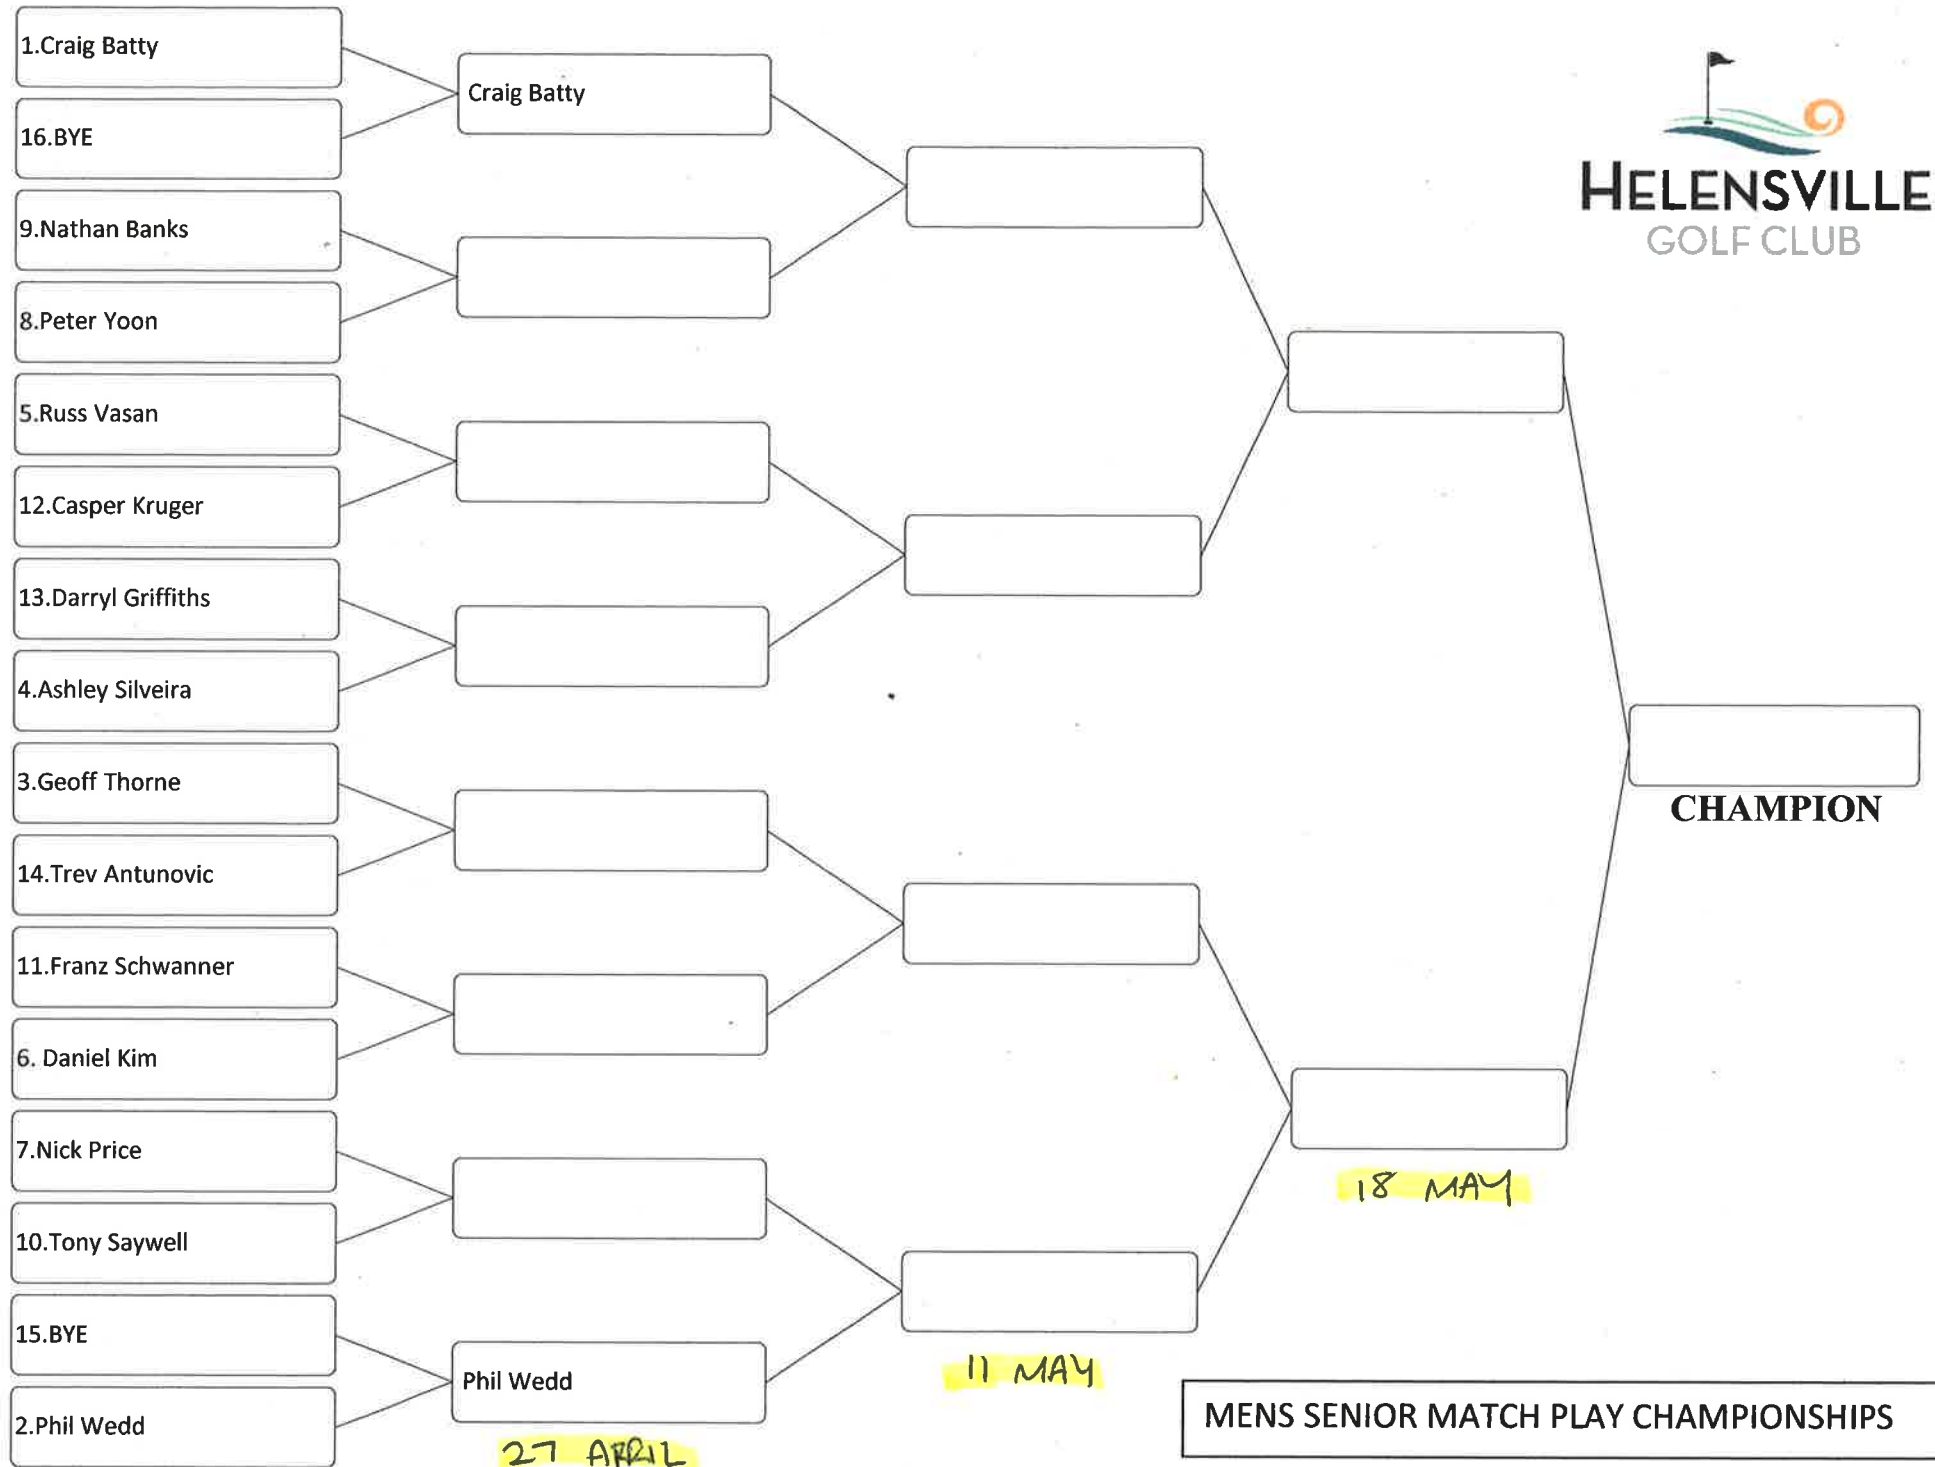 1.Craig Batty
16.BYE
9.Nathan Banks
8.Peter Yoon
5.Russ Vasan
12.Casper Kruger
13.Darryl Griffiths
4.Ashley Silveira
3.Geoff Thorne
14.Trev Antunovic
11.Franz Schwanner
6. Daniel Kim
7.Nick Price
10.Tony Saywell
15.BYE
2.Phil Wedd
Craig Batty
Phil Wedd
27 APRIL
11 MAY
18 MAY
CHAMPION
HELENSVILLE
GOLF CLUB
MENS SENIOR MATCH PLAY CHAMPIONSHIPS